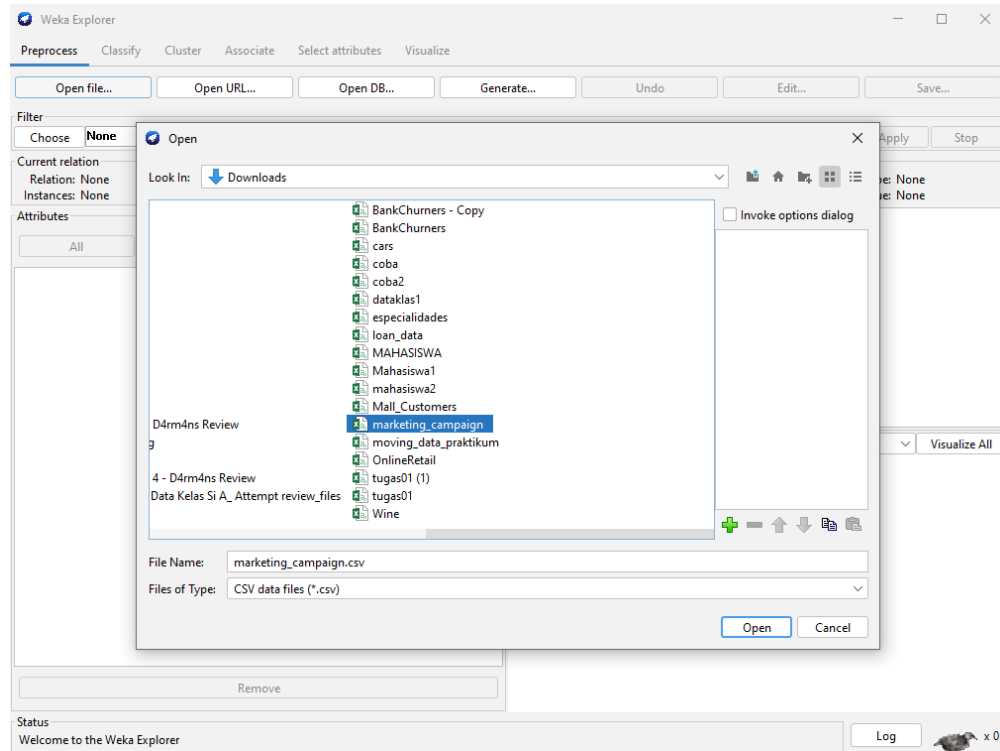 Weka Explorer
Preprocess Classify Cluster Associate Select attributes Visualize
Open file... Open URL... Open DB... Generate... Undo Edit... Save...
Filter
Choose None Apply Stop
Current relation
Relation: None
Instances: None
pe: None
ue: None
Attributes
All
Open
Look In: Downloads
Invoke options dialog
BankChurners - Copy
BankChurners
cars
coba
coba2
dataklas1
especialidades
loan_data
MAHASISWA
Mahasiswa1
mahasiswa2
Mall_Customers
D4rm4ns Review marketing_campaign
g moving_data_praktikum
OnlineRetail
4 - D4rm4ns Review tugas01 (1)
Data Kelas Si A_ Attempt review_files tugas01
Wine
Visualize All
File Name: marketing_campaign.csv
Files of Type: CSV data files (*.csv)
Open Cancel
Remove
Status
Welcome to the Weka Explorer
Log x 0